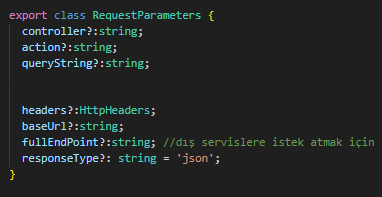 export class RequestParameters {
controller?:string;
action?:string;
queryString?:string;
headers?:HttpHeaders;
baseUrl?:string;
fullEndPoint?:string; //dış servislere istek atmak için
responseType?: string = 'json';
}